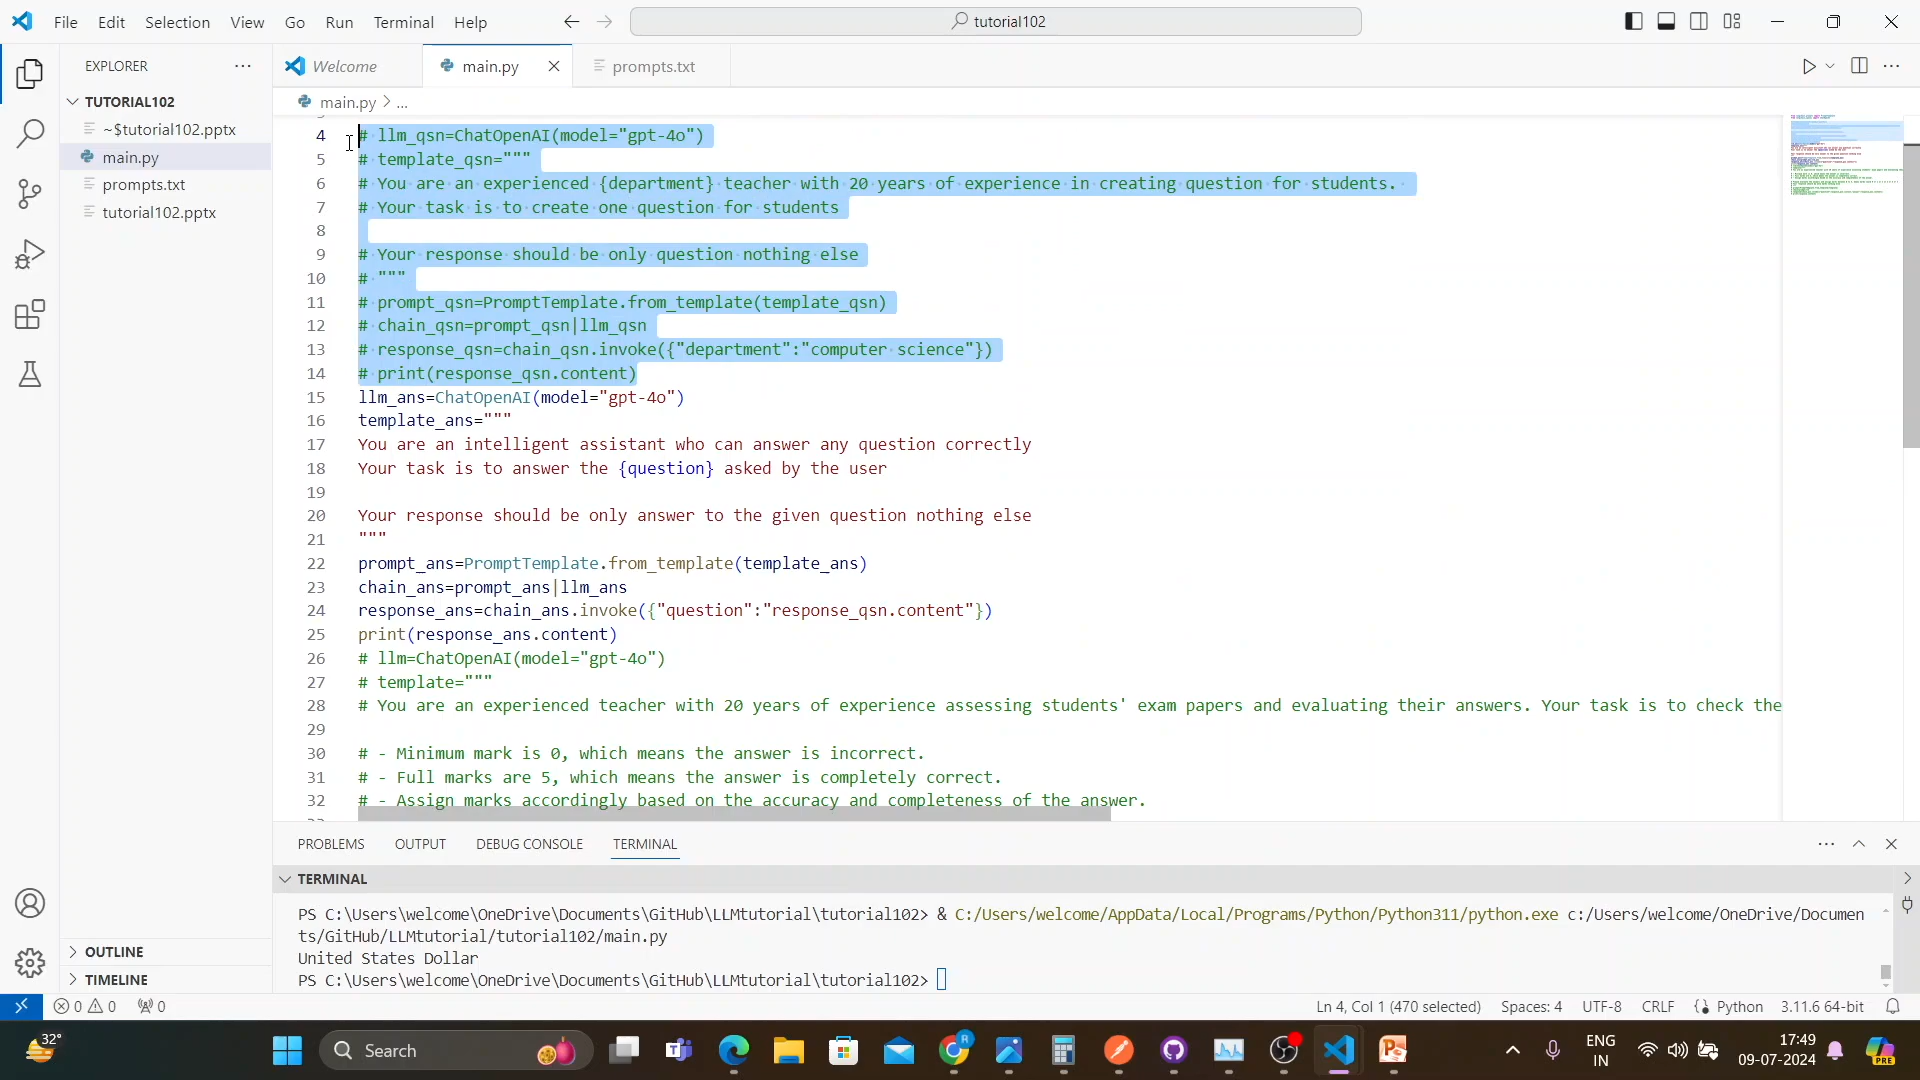 File Edit Selection View Go Run Terminal Help
tutorial102
EXPLORER
Welcome
main.py
prompts.txt
TUTORIAL102
~$tutorial102.pptx
main.py
prompts.txt
tutorial102.pptx
main.py > ...
4 # llm_qsn=ChatOpenAI(model="gpt-4o")
5 # template_qsn="""
6 # You are an experienced {department} teacher with 20 years of experience in creating question for students.
7 # Your task is to create one question for students
8
9 # Your response should be only question nothing else
10 # """
11 # prompt_qsn=PromptTemplate.from_template(template_qsn)
12 # chain_qsn=prompt_qsn|llm_qsn
13 # response_qsn=chain_qsn.invoke({"department":"computer science"})
14 # print(response_qsn.content)
15 llm_ans=ChatOpenAI(model="gpt-4o")
16 template_ans="""
17 You are an intelligent assistant who can answer any question correctly
18 Your task is to answer the {question} asked by the user
19
20 Your response should be only answer to the given question nothing else
21 """
22 prompt_ans=PromptTemplate.from_template(template_ans)
23 chain_ans=prompt_ans|llm_ans
24 response_ans=chain_ans.invoke({"question":"response_qsn.content"})
25 print(response_ans.content)
26 # llm=ChatOpenAI(model="gpt-4o")
27 # template="""
28 # You are an experienced teacher with 20 years of experience assessing students' exam papers and evaluating their answers. Your task is to check the
29
30 # - Minimum mark is 0, which means the answer is incorrect.
31 # - Full marks are 5, which means the answer is completely correct.
32 # - Assign marks accordingly based on the accuracy and completeness of the answer.
PROBLEMS OUTPUT DEBUG CONSOLE TERMINAL
TERMINAL
PS C:\Users\welcome\OneDrive\Documents\GitHub\LLMtutorial\tutorial102> & C:/Users/welcome/AppData/Local/Programs/Python/Python311/python.exe c:/Users/welcome/OneDrive/Documen
ts/GitHub/LLMtutorial/tutorial102/main.py
United States Dollar
PS C:\Users\welcome\OneDrive\Documents\GitHub\LLMtutorial\tutorial102>
OUTLINE
TIMELINE
0 0 0 Ln 4, Col 1 (470 selected) Spaces: 4 UTF-8 CRLF Python 3.11.6 64-bit
32°
Search
R
ENG
IN
17:49
09-07-2024
PRE